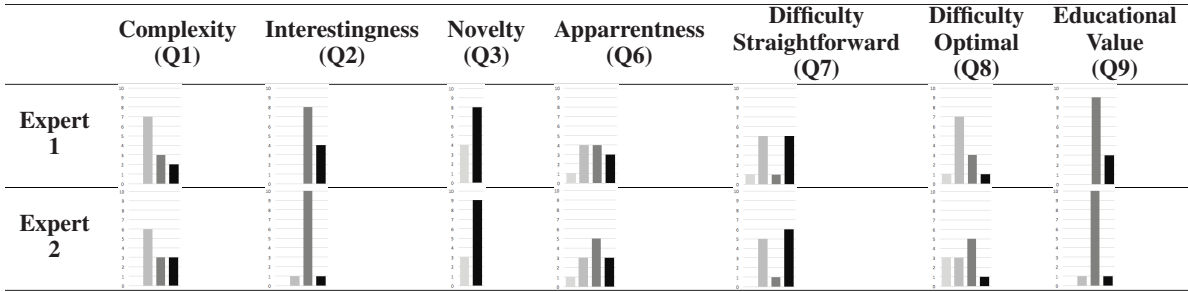 Complexity
(Q1)
Interestingness
(Q2)
Novelty
(Q3)
Apparrentness
(Q6)
Difficulty
Straightforward
(Q7)
Difficulty
Optimal
(Q8)
Educational
Value
(Q9)
Expert
1
Expert
2